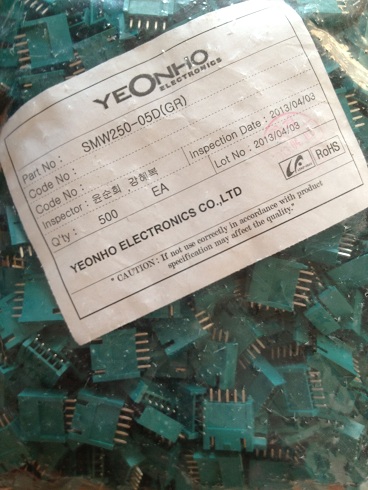 YEONHO
ELECTRONICS
Part No : SMW250-05D(GR)
Code No :
Code No : Inspection Date : 2013/04/03
Inspector : 윤순희 , 강 복 Lot No : 2013/04/03
Q'ty : 500 EA
RoHS
YEONHO ELECTRONICS CO.,LTD
* CAUTION : If not use correctly in accordance with product
specification may affect the quality.*